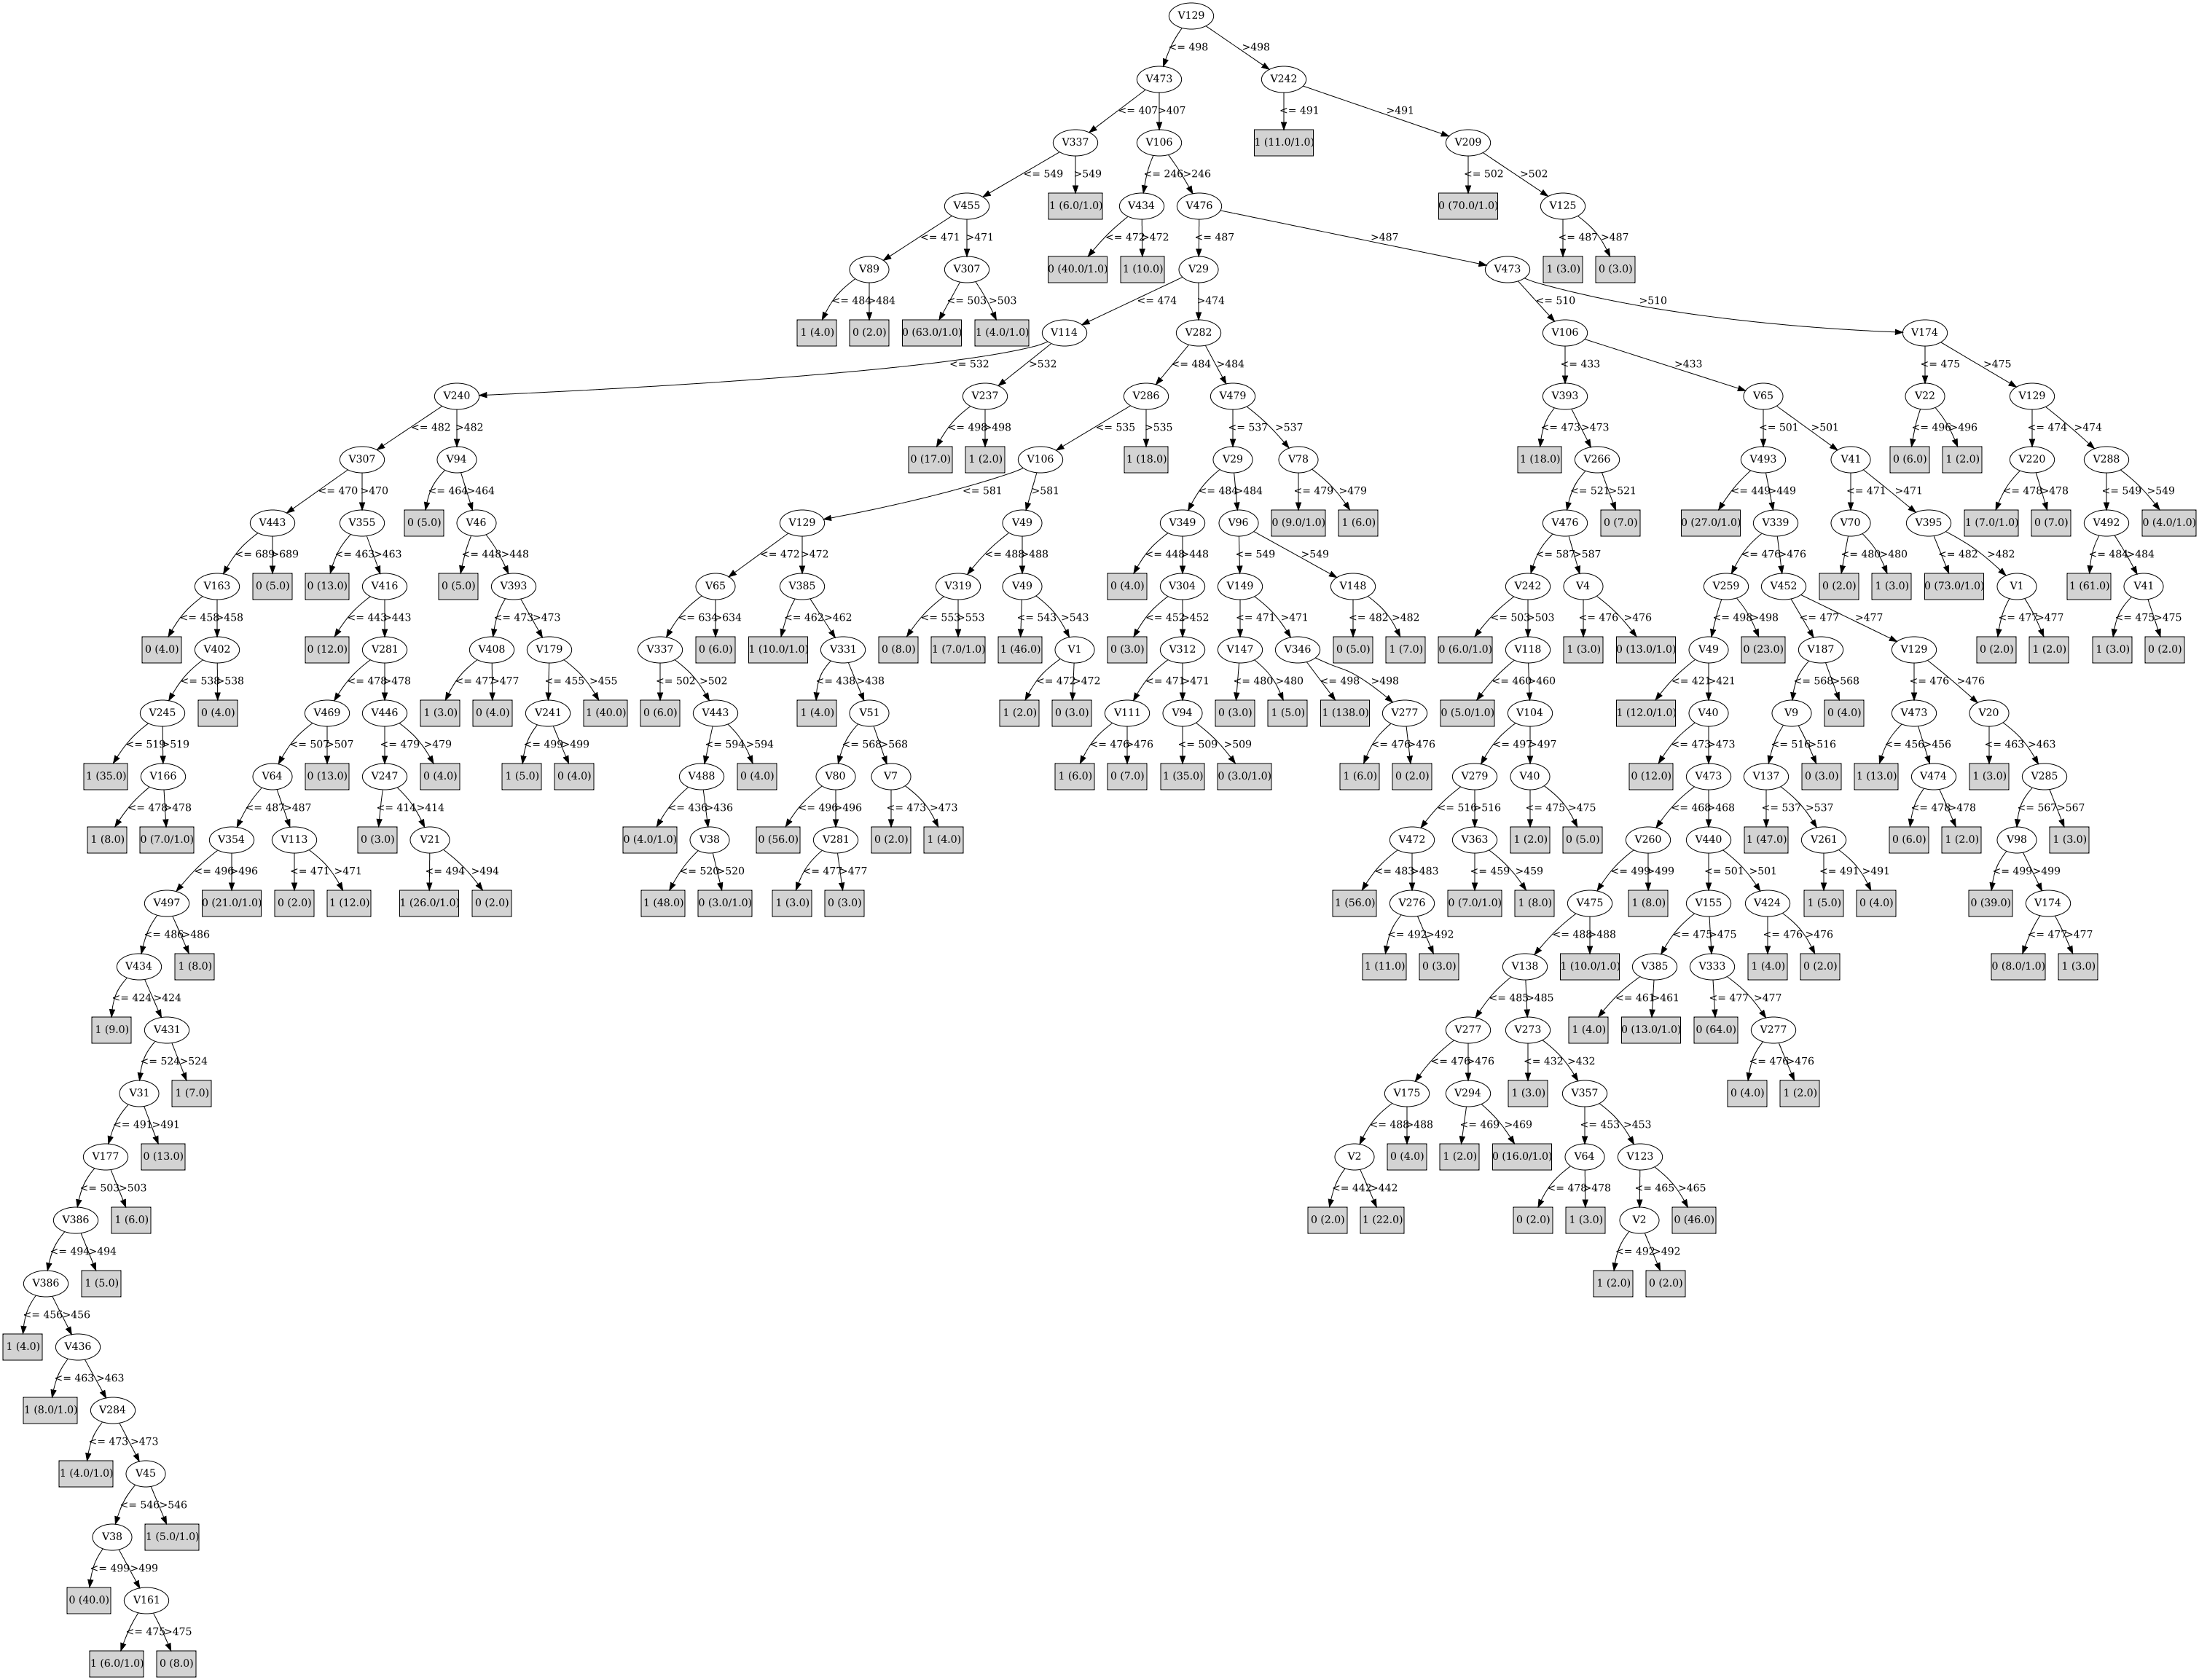 V129
<= 498 >498
V473 V242
<= 407 >407 <= 491 >491
V337 V106 1 (11.0/1.0) V209
<= 549 >549 <= 246 >246 <= 502 >502
V455 1 (6.0/1.0) V434 V476 0 (70.0/1.0) V125
<= 471 >471 <= 472 >472 <= 487 >487 <= 487 >487
V89 V307 0 (40.0/1.0) 1 (10.0) V29 V473 1 (3.0) 0 (3.0)
<= 484 >484 <= 503 >503 <= 474 >474 <= 510 >510
1 (4.0) 0 (2.0) 0 (63.0/1.0) 1 (4.0/1.0) V114 V282 V106 V174
<= 532 >532 <= 484 >484 <= 433 >433 <= 475 >475
V240 V237 V286 V479 V393 V65 V22 V129
<= 482 >482 <= 498 >498 <= 535 >535 <= 537 >537 <= 473 >473 <= 501 >501 <= 496 >496 <= 474 >474
V307 V94 0 (17.0) 1 (2.0) V106 1 (18.0) V29 V78 1 (18.0) V266 V493 V41 0 (6.0) 1 (2.0) V220 V288
<= 470 >470 <= 464 >464 <= 581 >581 <= 484 >484 <= 479 >479 <= 521 >521 <= 449 >449 <= 471 >471 <= 478 >478 <= 549 >549
V443 V355 0 (5.0) V46 V129 V49 V349 V96 0 (9.0/1.0) 1 (6.0) V476 0 (7.0) 0 (27.0/1.0) V339 V70 V395 1 (7.0/1.0) 0 (7.0) V492 0 (4.0/1.0)
<= 689 >689 <= 463 >463 <= 448 >448 <= 472 >472 <= 488 >488 <= 448 >448 <= 549 >549 <= 587 >587 <= 476 >476 <= 480 >480 <= 482 >482 <= 484 >484
V163 0 (5.0) 0 (13.0) V416 0 (5.0) V393 V65 V385 V319 V49 0 (4.0) V304 V149 V148 V242 V4 V259 V452 0 (2.0) 1 (3.0) 0 (73.0/1.0) V1 1 (61.0) V41
<= 458 >458 <= 443 >443 <= 473 >473 <= 634 >634 <= 462 >462 <= 553 >553 <= 543 >543 <= 452 >452 <= 471 >471 <= 482 >482 <= 503 >503 <= 476 >476 <= 498 >498 <= 477 >477 <= 477 >477 <= 475 >475
0 (4.0) V402 0 (12.0) V281 V408 V179 V337 0 (6.0) 1 (10.0/1.0) V331 0 (8.0) 1 (7.0/1.0) 1 (46.0) V1 0 (3.0) V312 V147 V346 0 (5.0) 1 (7.0) 0 (6.0/1.0) V118 1 (3.0) 0 (13.0/1.0) V49 0 (23.0) V187 V129 0 (2.0) 1 (2.0) 1 (3.0) 0 (2.0)
<= 538 >538 <= 478 >478 <= 477 >477 <= 455 >455 <= 502 >502 <= 438 >438 <= 472 >472 <= 471 >471 <= 480 >480 <= 498 >498 <= 460 >460 <= 421 >421 <= 568 >568 <= 476 >476
V245 0 (4.0) V469 V446 1 (3.0) 0 (4.0) V241 1 (40.0) 0 (6.0) V443 1 (4.0) V51 1 (2.0) 0 (3.0) V111 V94 0 (3.0) 1 (5.0) 1 (138.0) V277 0 (5.0/1.0) V104 1 (12.0/1.0) V40 V9 0 (4.0) V473 V20
<= 519 >519 <= 507 >507 <= 479 >479 <= 499 >499 <= 594 >594 <= 568 >568 <= 476 >476 <= 509 >509 <= 476 >476 <= 497 >497 <= 473 >473 <= 516 >516 <= 456 >456 <= 463 >463
1 (35.0) V166 V64 0 (13.0) V247 0 (4.0) 1 (5.0) 0 (4.0) V488 0 (4.0) V80 V7 1 (6.0) 0 (7.0) 1 (35.0) 0 (3.0/1.0) 1 (6.0) 0 (2.0) V279 V40 0 (12.0) V473 V137 0 (3.0) 1 (13.0) V474 1 (3.0) V285
<= 478 >478 <= 487 >487 <= 414 >414 <= 436 >436 <= 496 >496 <= 473 >473 <= 516 >516 <= 475 >475 <= 468 >468 <= 537 >537 <= 478 >478 <= 567 >567
1 (8.0) 0 (7.0/1.0) V354 V113 0 (3.0) V21 0 (4.0/1.0) V38 0 (56.0) V281 0 (2.0) 1 (4.0) V472 V363 1 (2.0) 0 (5.0) V260 V440 1 (47.0) V261 0 (6.0) 1 (2.0) V98 1 (3.0)
<= 496 >496 <= 471 >471 <= 494 >494 <= 520 >520 <= 477 >477 <= 483 >483 <= 459 >459 <= 499 >499 <= 501 >501 <= 491 >491 <= 499 >499
V497 0 (21.0/1.0) 0 (2.0) 1 (12.0) 1 (26.0/1.0) 0 (2.0) 1 (48.0) 0 (3.0/1.0) 1 (3.0) 0 (3.0) 1 (56.0) V276 0 (7.0/1.0) 1 (8.0) V475 1 (8.0) V155 V424 1 (5.0) 0 (4.0) 0 (39.0) V174
<= 486 >486 <= 492 >492 <= 488 >488 <= 475 >475 <= 476 >476 <= 477 >477
V434 1 (8.0) 1 (11.0) 0 (3.0) V138 1 (10.0/1.0) V385 V333 1 (4.0) 0 (2.0) 0 (8.0/1.0) 1 (3.0)
<= 424 >424 <= 485 >485 <= 461 >461 <= 477 >477
1 (9.0) V431 V277 V273 1 (4.0) 0 (13.0/1.0) 0 (64.0) V277
<= 524 >524 <= 476 >476 <= 432 >432 <= 476 >476
V31 1 (7.0) V175 V294 1 (3.0) V357 0 (4.0) 1 (2.0)
<= 491 >491 <= 488 >488 <= 469 >469 <= 453 >453
V177 0 (13.0) V2 0 (4.0) 1 (2.0) 0 (16.0/1.0) V64 V123
<= 503 >503 <= 442 >442 <= 478 >478 <= 465 >465
V386 1 (6.0) 0 (2.0) 1 (22.0) 0 (2.0) 1 (3.0) V2 0 (46.0)
<= 494 >494 <= 492 >492
V386 1 (5.0) 1 (2.0) 0 (2.0)
<= 456 >456
1 (4.0) V436
<= 463 >463
1 (8.0/1.0) V284
<= 473 >473
1 (4.0/1.0) V45
<= 546 >546
V38 1 (5.0/1.0)
<= 499 >499
0 (40.0) V161
<= 475 >475
1 (6.0/1.0) 0 (8.0)